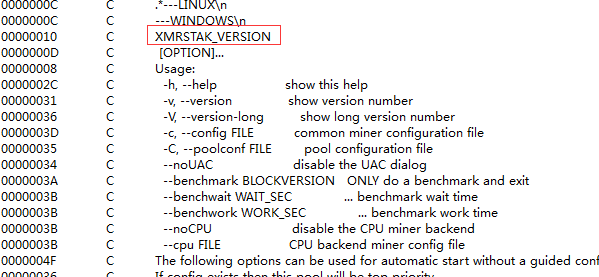 0000000C C .*---LINUX\n
C ---WINDOWS\n
00000010 C XMRSTAK_VERSION
0000000D C [OPTION]...
00000008 C Usage:
0000002C C -h, --help show this help
00000031 C -v, --version show version number
00000036 C -V, --version-long show long version number
0000003D C -c, --config FILE common miner configuration file
00000035 C -C, --poolconf FILE pool configuration file
00000034 C --noUAC disable the UAC dialog
0000003A C --benchmark BLOCKVERSION ONLY do a benchmark and exit
0000003B C --benchwait WAIT_SEC ... benchmark wait time
0000003B C --benchwork WORK_SEC ... benchmark work time
0000003B C --noCPU disable the CPU miner backend
0000003B C --cpu FILE CPU backend miner config file
0000004F C The following options can be used for automatic start without a guided conf
00000036 C If config exists then this pool will be top priority